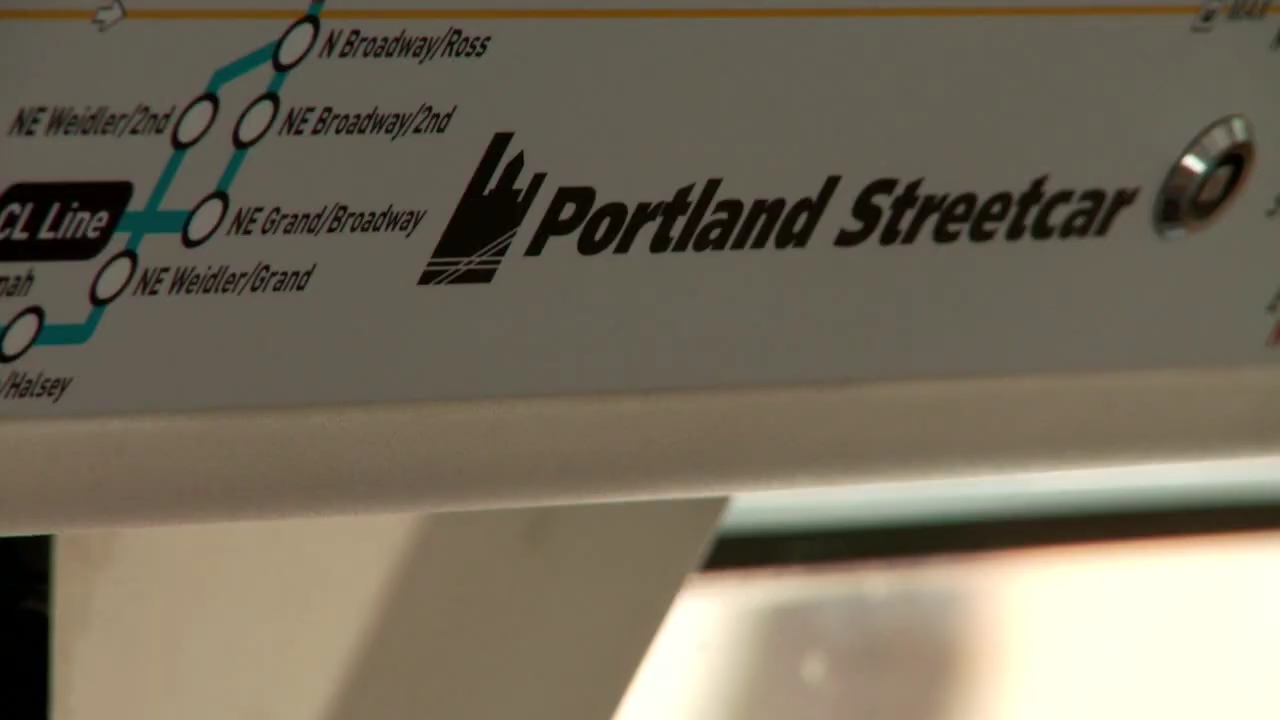 MAX
N Broadway/Ross
NE Weidler/2nd
NE Broadway/2nd
CL Line
NE Grand/Broadway
Portland Streetcar
NE Weidler/Grand
/Halsey